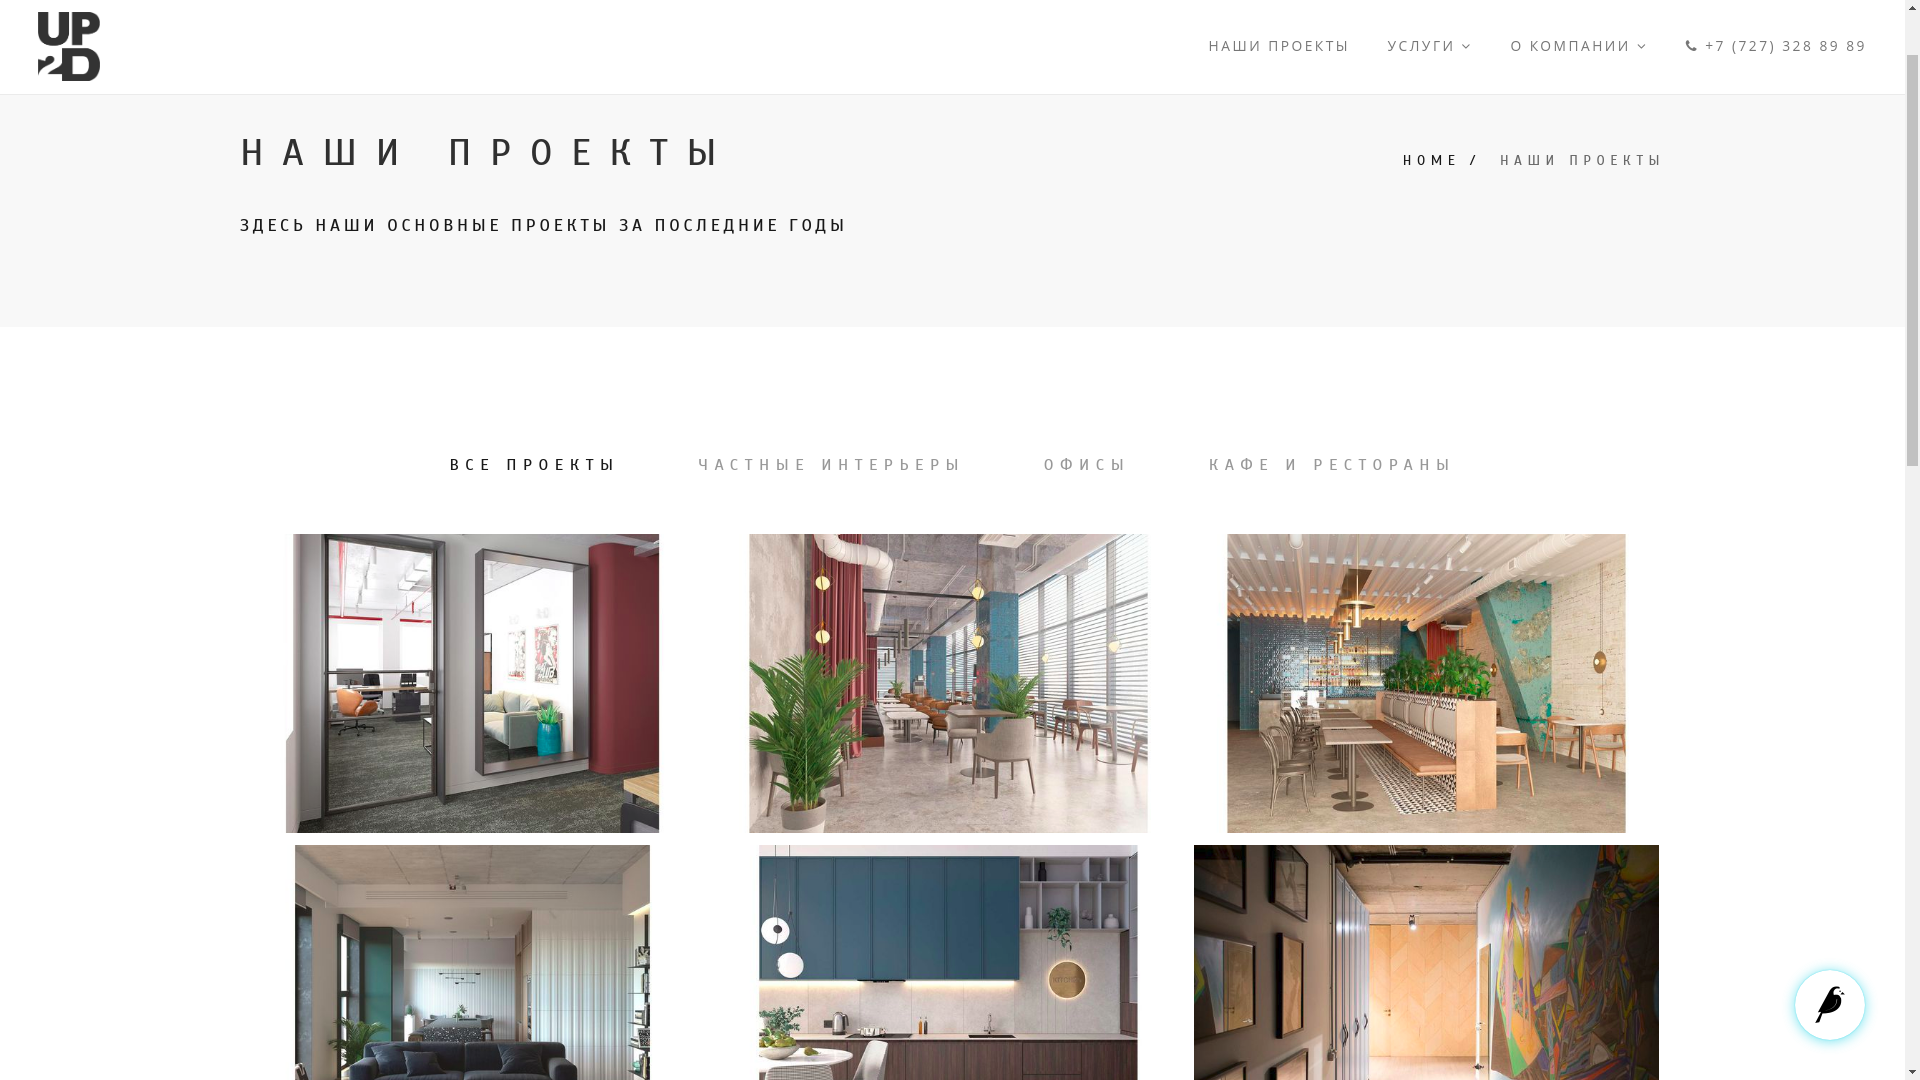 UP
2D
НАШИ ПРОЕКТЫ
УСЛУГИ
О КОМПАНИИ
+7 (727) 328 89 89
НАШИ ПРОЕКТЫ
HOME / НАШИ ПРОЕКТЫ
ЗДЕСЬ НАШИ ОСНОВНЫЕ ПРОЕКТЫ ЗА ПОСЛЕДНИЕ ГОДЫ
ВСЕ ПРОЕКТЫ
ЧАСТНЫЕ ИНТЕРЬЕРЫ
ОФИСЫ
КАФЕ И РЕСТОРАНЫ